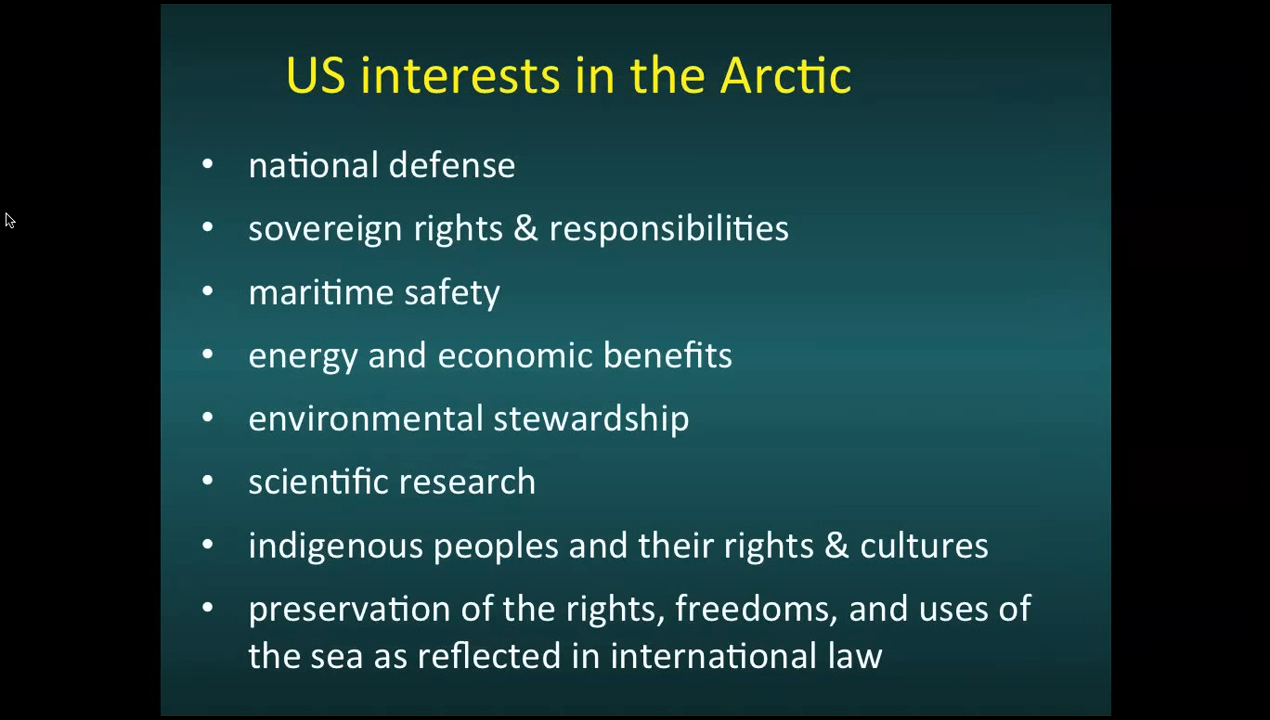 US interests in the Arctic
• national defense
• sovereign rights & responsibilities
• maritime safety
• energy and economic benefits
• environmental stewardship
• scientific research
• indigenous peoples and their rights & cultures
• preservation of the rights, freedoms, and uses of
the sea as reflected in international law